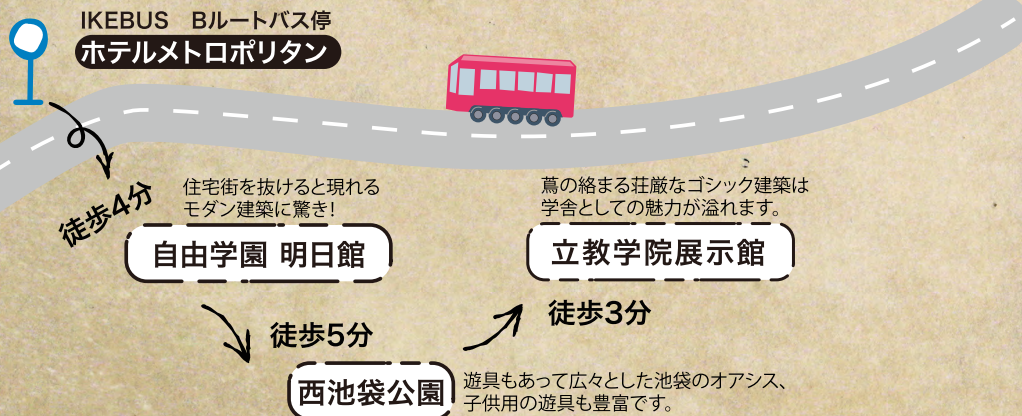 IKEBUS Bルートバス停
ホテルメトロポリタン
徒歩4分
住宅街を抜けると現れる
モダン建築に驚き!
自由学園 明日館
徒歩5分
西池袋公園
遊具もあって広々とした池袋のオアシス、
子供用の遊具も豊富です。
徒歩3分
蔦の絡まる荘厳なゴシック建築は
学舎としての魅力が溢れます。
立教学院展示館